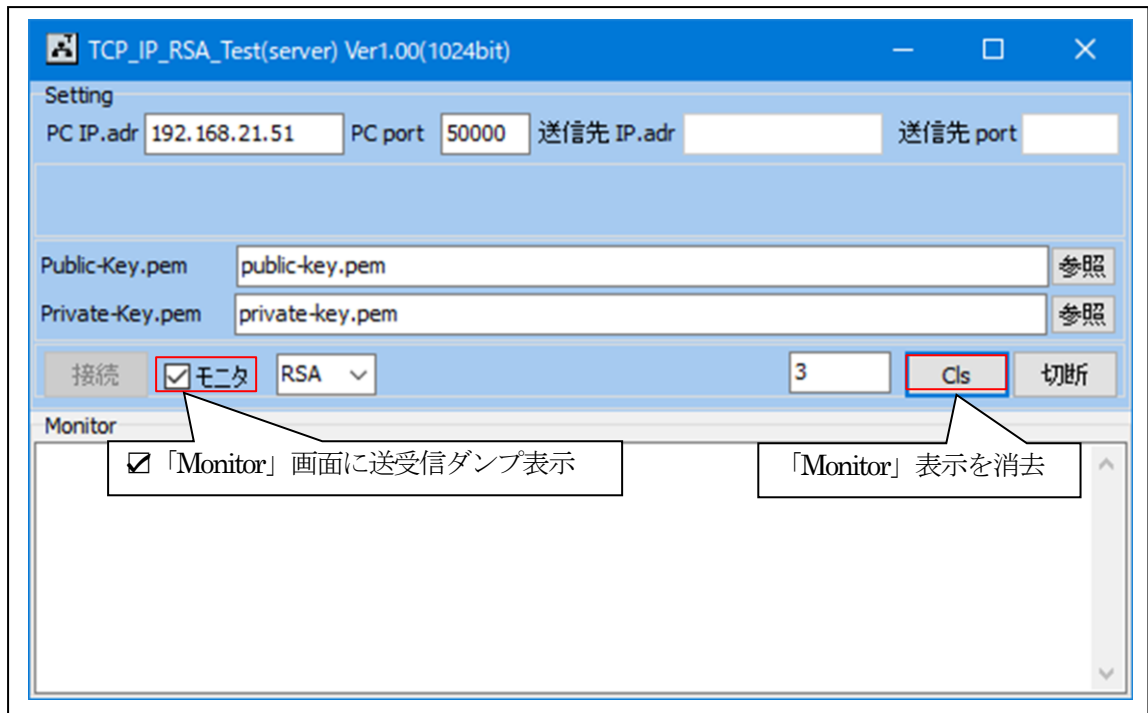 TCP_IP_RSA_Test(server) Ver1.00(1024bit)
Setting
PC IP.adr 192.168.21.51 PC port 50000 送信先 IP.adr 送信先 port
Public-Key.pem public-key.pem 参照
Private-Key.pem private-key.pem 参照
接続 ☑モニタ RSA 3 Cls 切断
Monitor
☑「Monitor」画面に送受信ダンプ表示
「Monitor」表示を消去